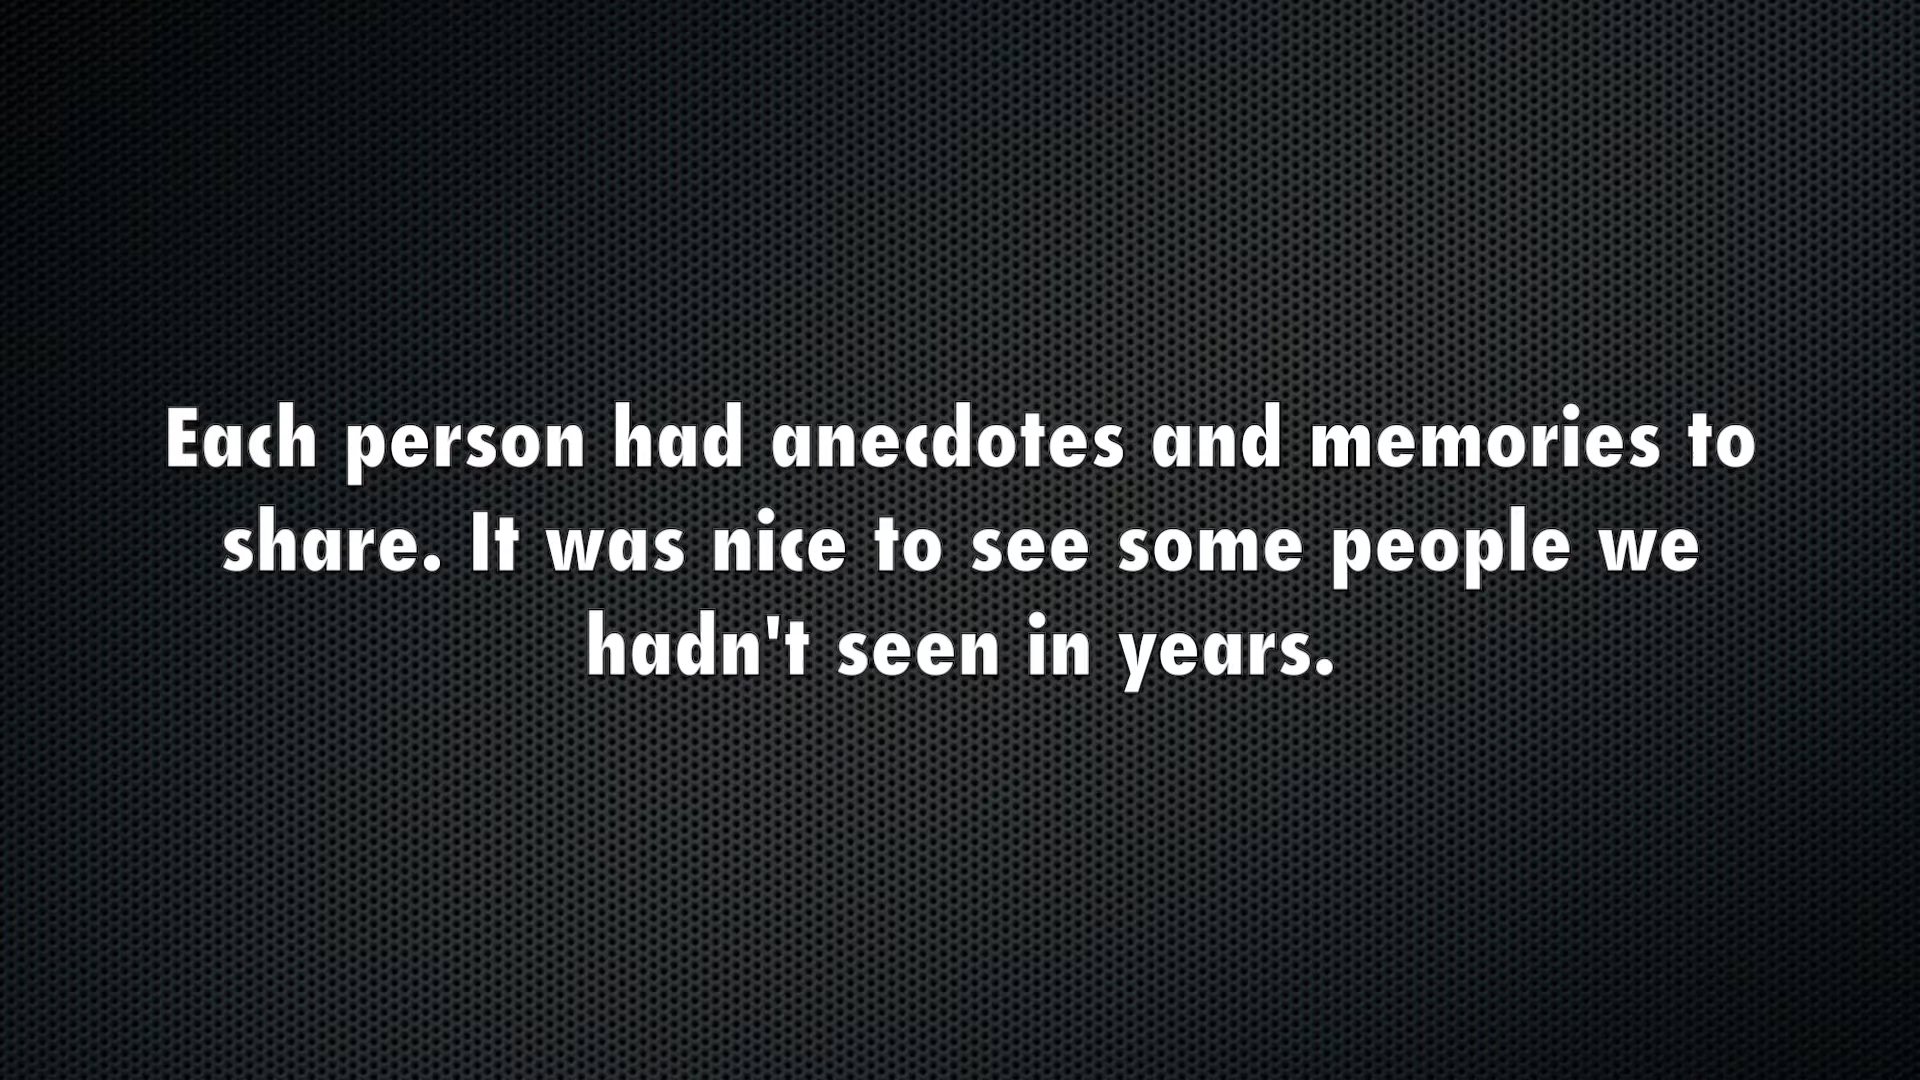 Each person had anecdotes and memories to
share. It was nice to see some people we
hadn't seen in years.